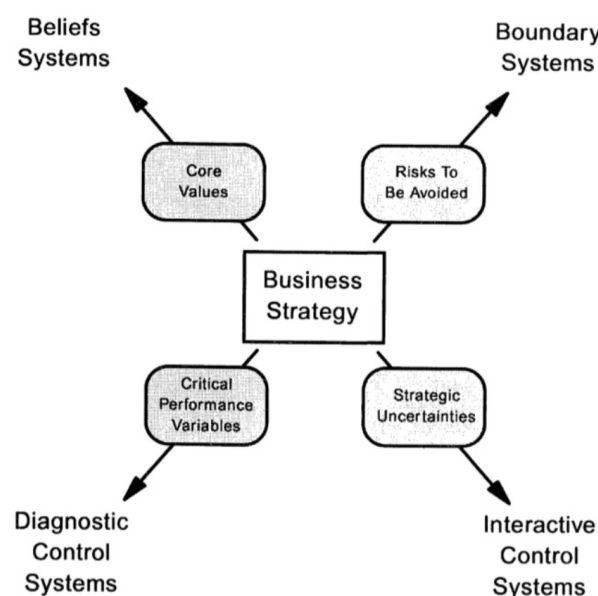 Beliefs
Systems
Boundary
Systems
Core
Values
Risks To
Be Avoided
Business
Strategy
Critical
Performance
Variables
Strategic
Uncertainties
Diagnostic
Control
Systems
Interactive
Control
Systems